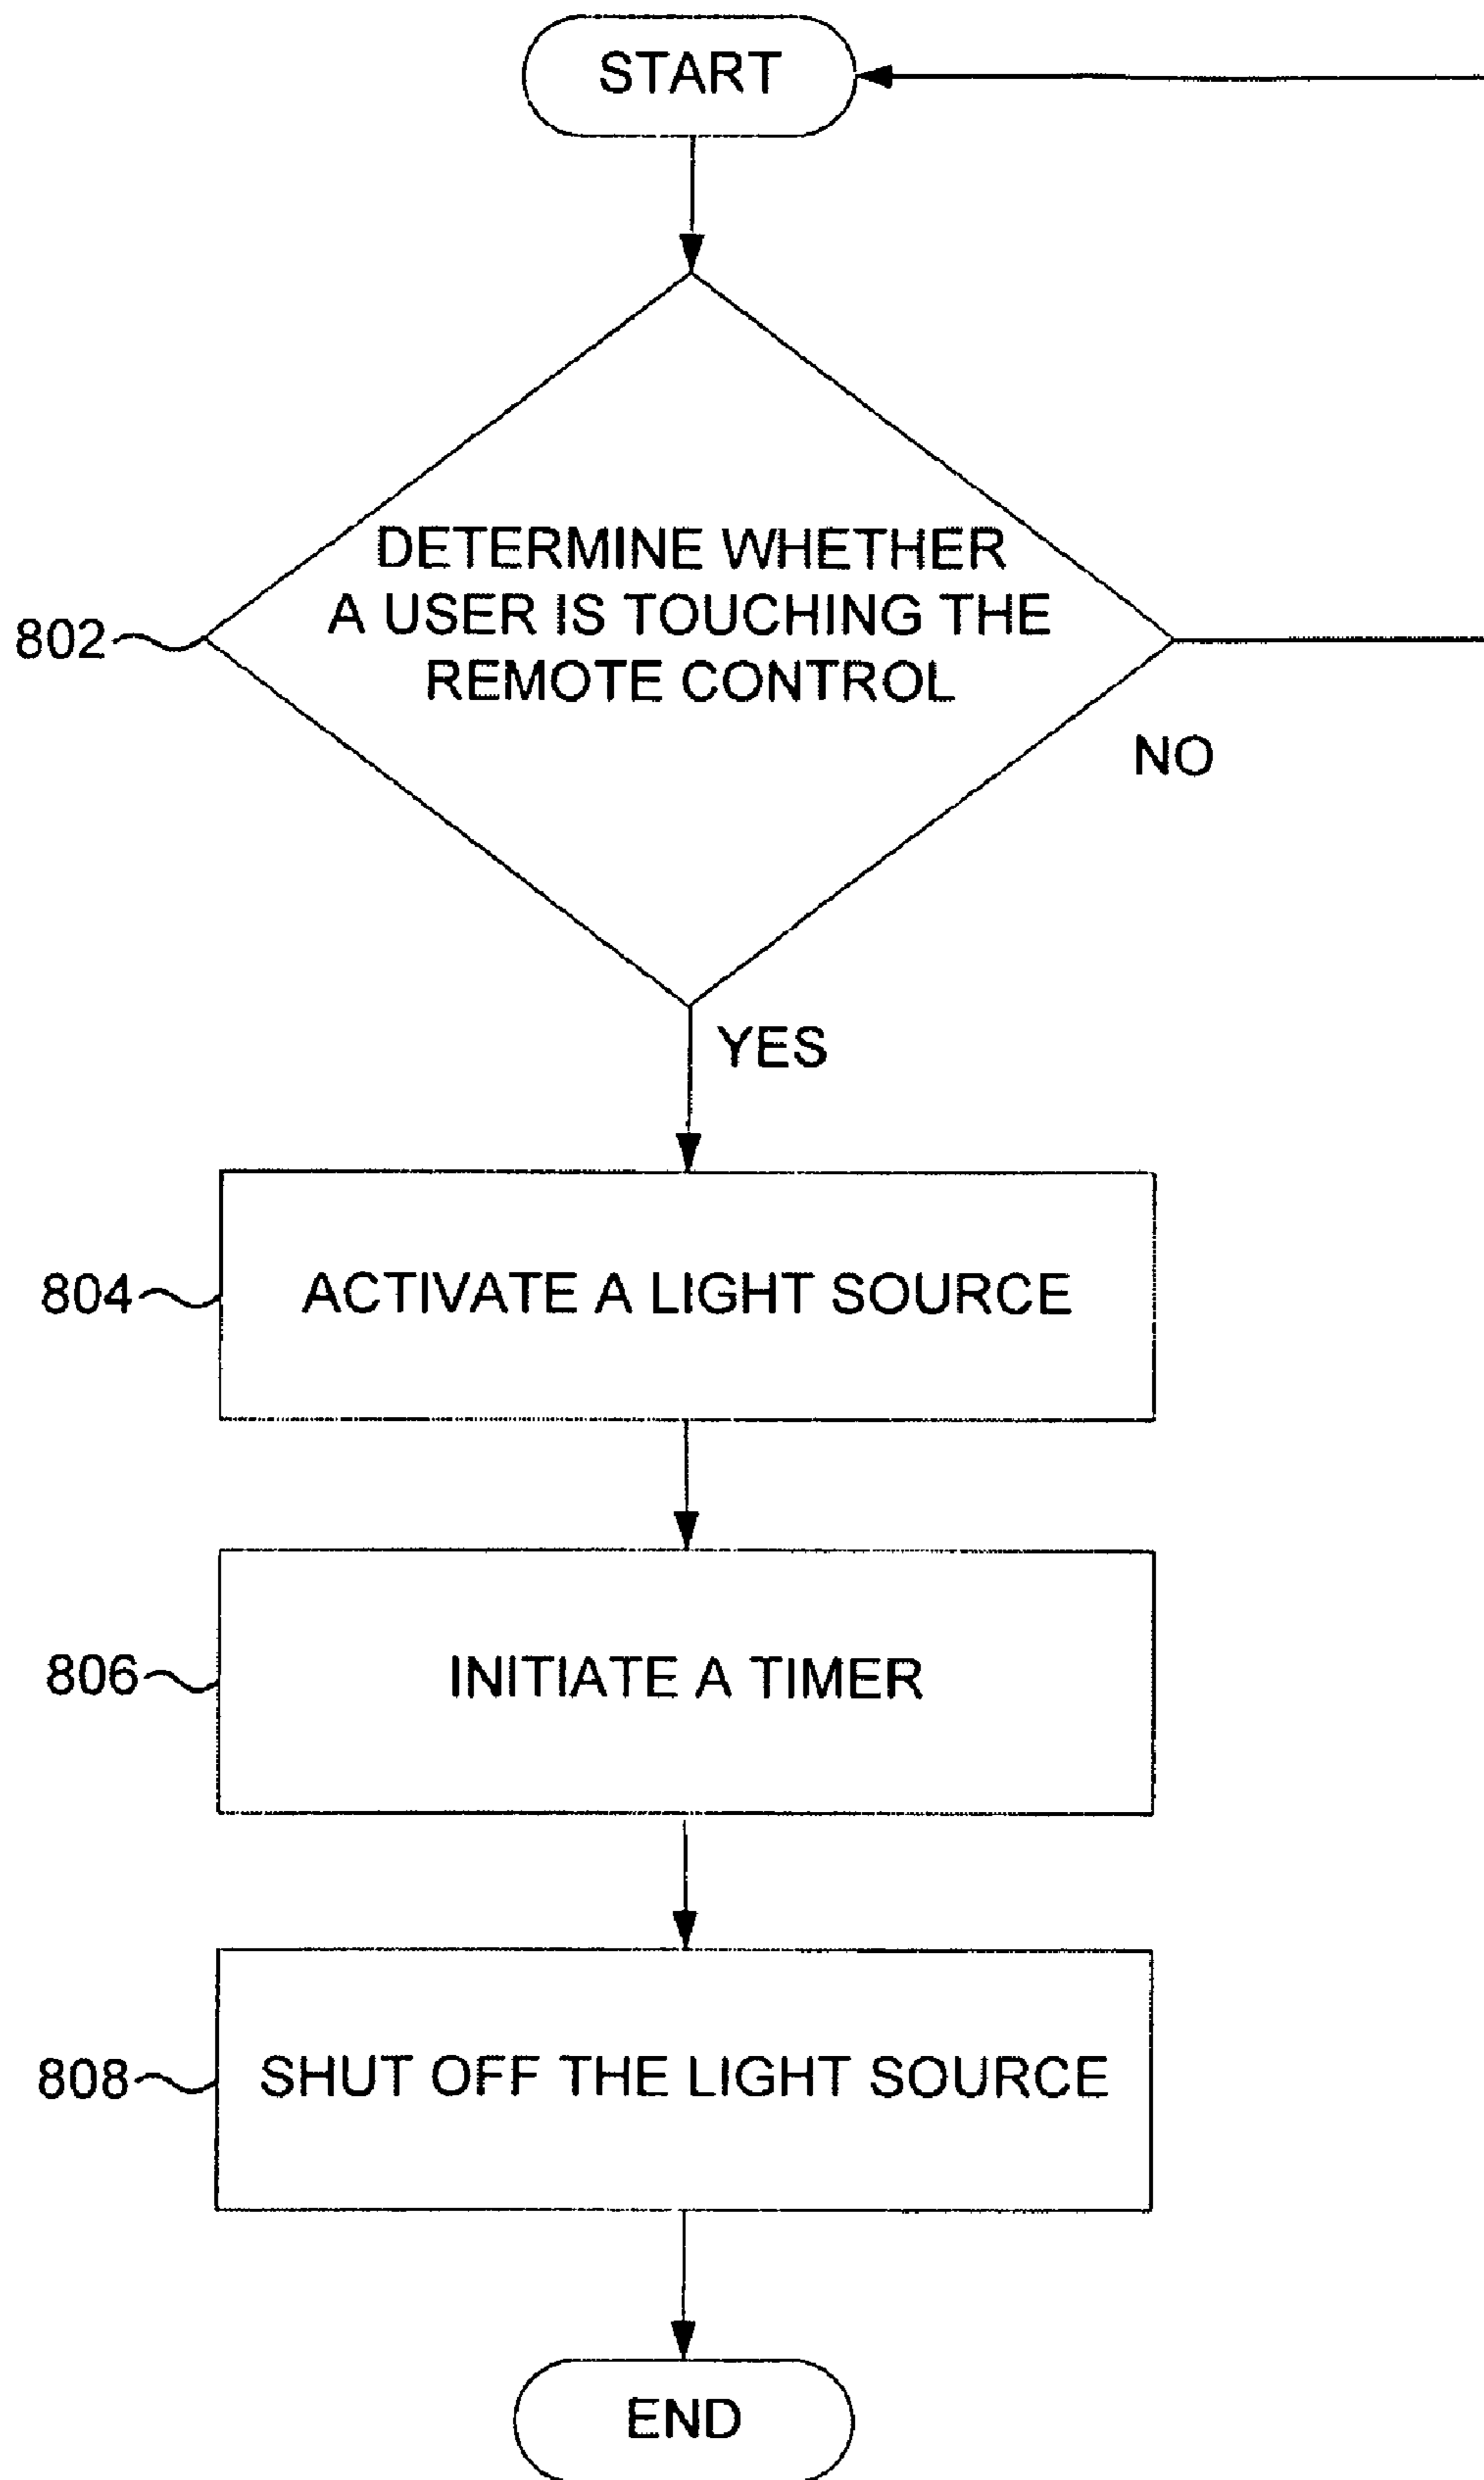 START
DETERMINE WHETHER
A USER IS TOUCHING THE
REMOTE CONTROL
802
NO
YES
804
ACTIVATE A LIGHT SOURCE
806
INITIATE A TIMER
808
SHUT OFF THE LIGHT SOURCE
END